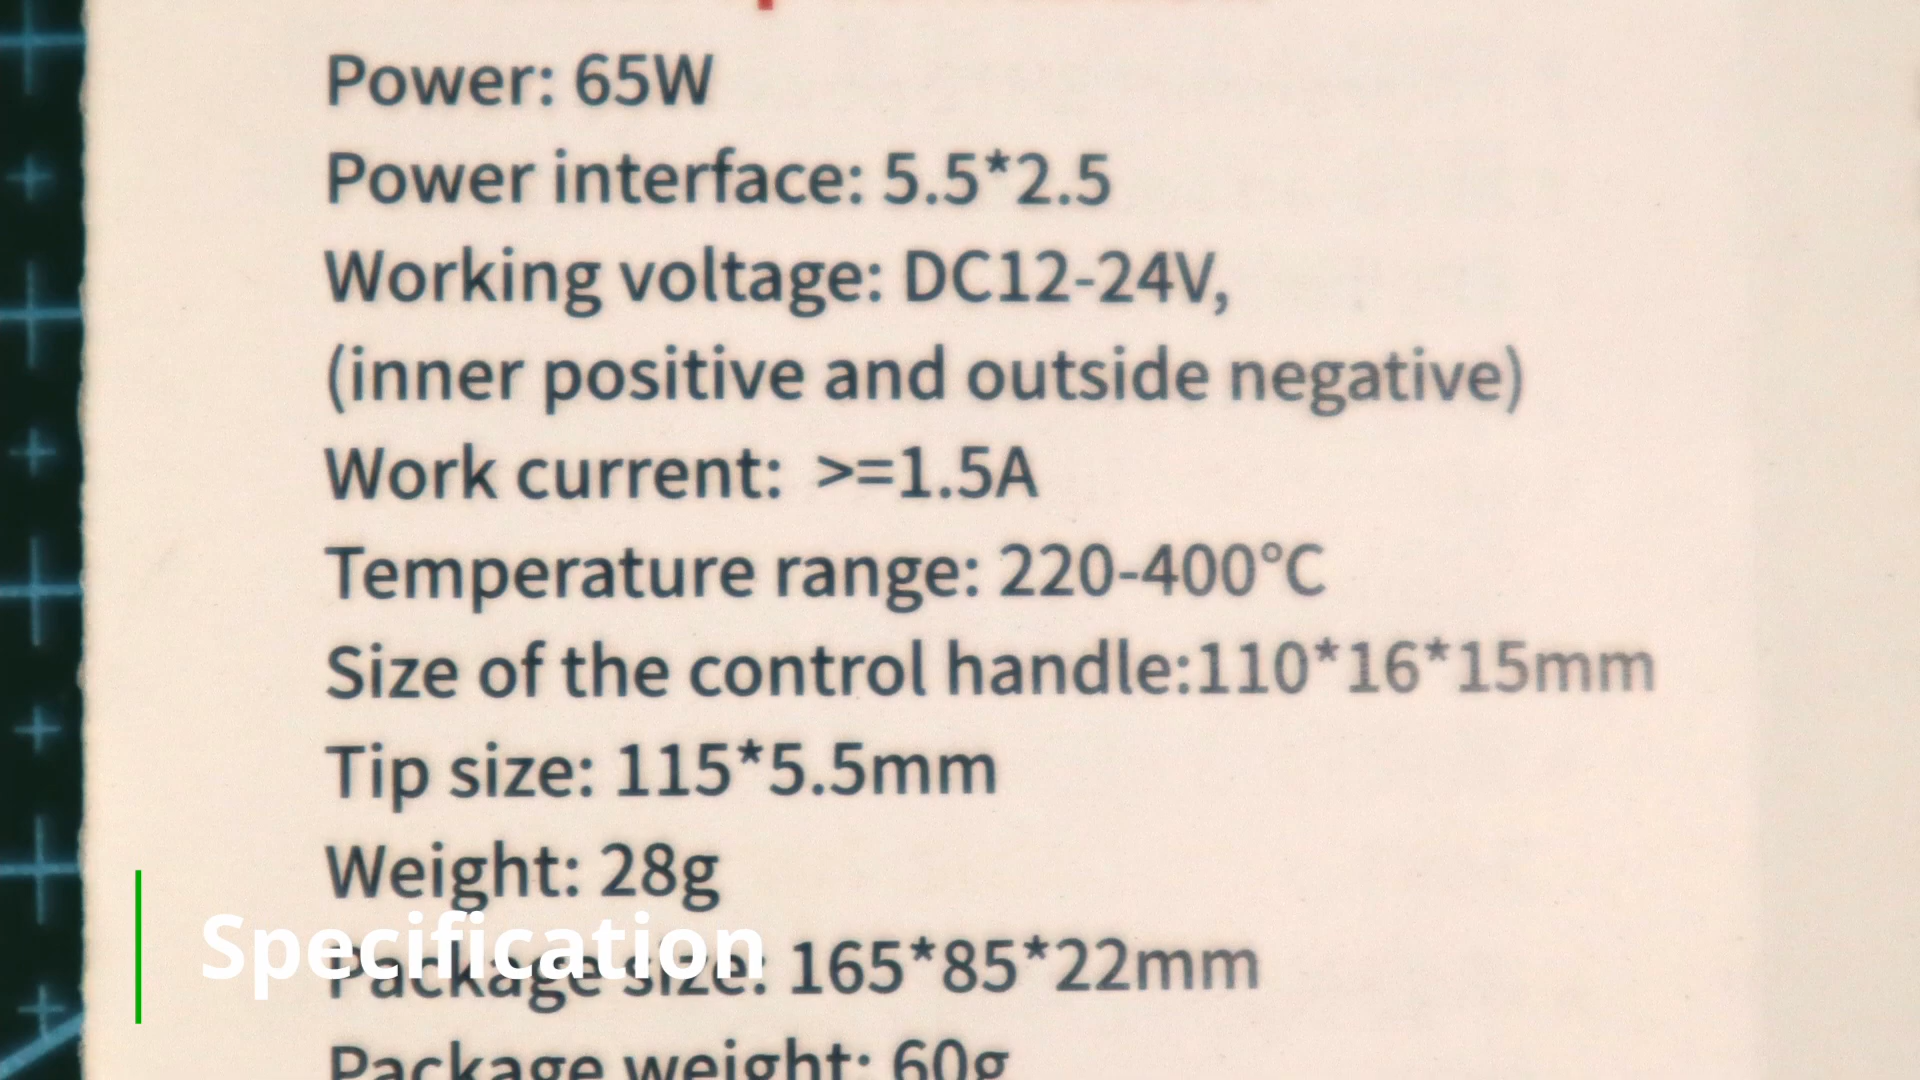 Power: 65W
Power interface: 5.5*2.5
Working voltage: DC12-24V,
(inner positive and outside negative)
Work current:  >=1.5A
Temperature range: 220-400°C
Size of the control handle:110*16*15mm
Tip size: 115*5.5mm
Weight: 28g
Package size: 165*85*22mm
Specification
Package weight: 60g